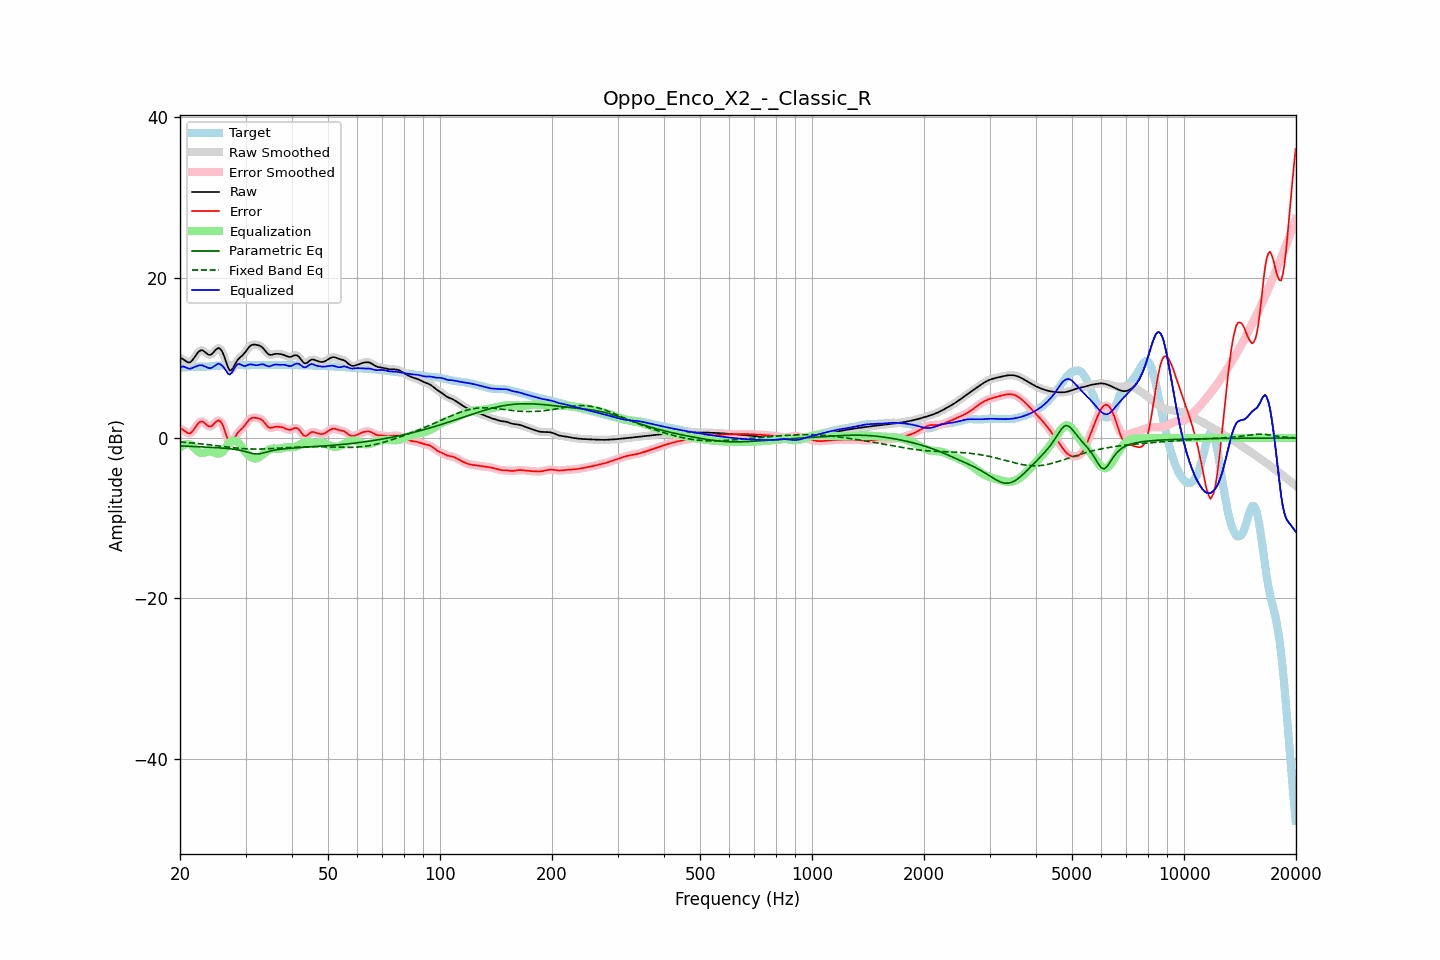 Oppo_Enco_X2_-_Classic_R
40
20
0
−20
−40
Amplitude (dBr)
Target
Raw Smoothed
Error Smoothed
Raw
Error
Equalization
Parametric Eq
Fixed Band Eq
Equalized
20
50
100
200
500
1000
2000
5000
10000
20000
Frequency (Hz)